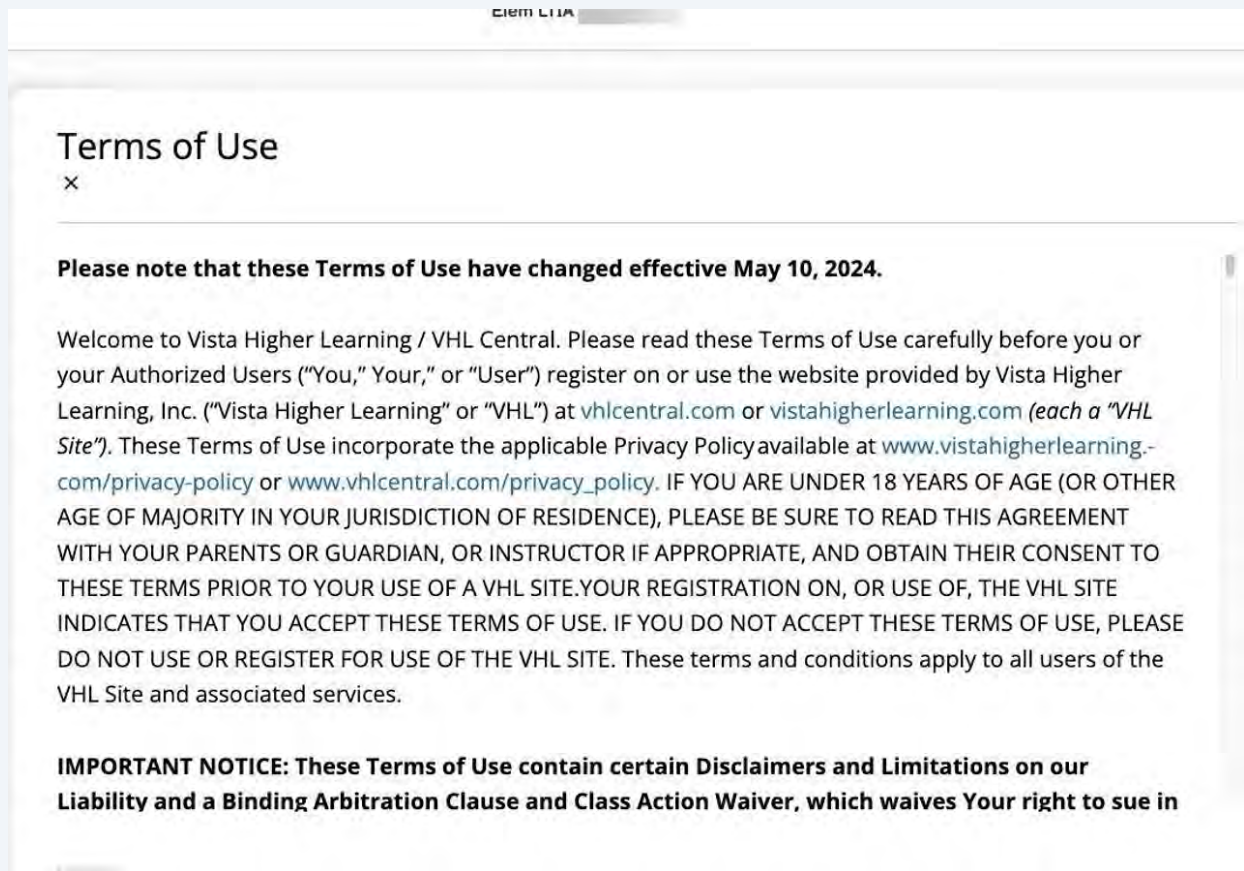 Elem
Terms of Use
×
Please note that these Terms of Use have changed effective May 10, 2024.
Welcome to Vista Higher Learning / VHL Central. Please read these Terms of Use carefully before you or
your Authorized Users (“You,” Your,” or “User”) register on or use the website provided by Vista Higher
Learning, Inc. (“Vista Higher Learning” or “VHL”) at vhlcentral.com or vistahigherlearning.com (each a “VHL
Site”). These Terms of Use incorporate the applicable Privacy Policy available at www.vistahigherlearning.-
com/privacy-policy or www.vhlcentral.com/privacy_policy. IF YOU ARE UNDER 18 YEARS OF AGE (OR OTHER
AGE OF MAJORITY IN YOUR JURISDICTION OF RESIDENCE), PLEASE BE SURE TO READ THIS AGREEMENT
WITH YOUR PARENTS OR GUARDIAN, OR INSTRUCTOR IF APPROPRIATE, AND OBTAIN THEIR CONSENT TO
THESE TERMS PRIOR TO YOUR USE OF A VHL SITE.YOUR REGISTRATION ON, OR USE OF, THE VHL SITE
INDICATES THAT YOU ACCEPT THESE TERMS OF USE. IF YOU DO NOT ACCEPT THESE TERMS OF USE, PLEASE
DO NOT USE OR REGISTER FOR USE OF THE VHL SITE. These terms and conditions apply to all users of the
VHL Site and associated services.
IMPORTANT NOTICE: These Terms of Use contain certain Disclaimers and Limitations on our
Liability and a Binding Arbitration Clause and Class Action Waiver, which waives Your right to sue in